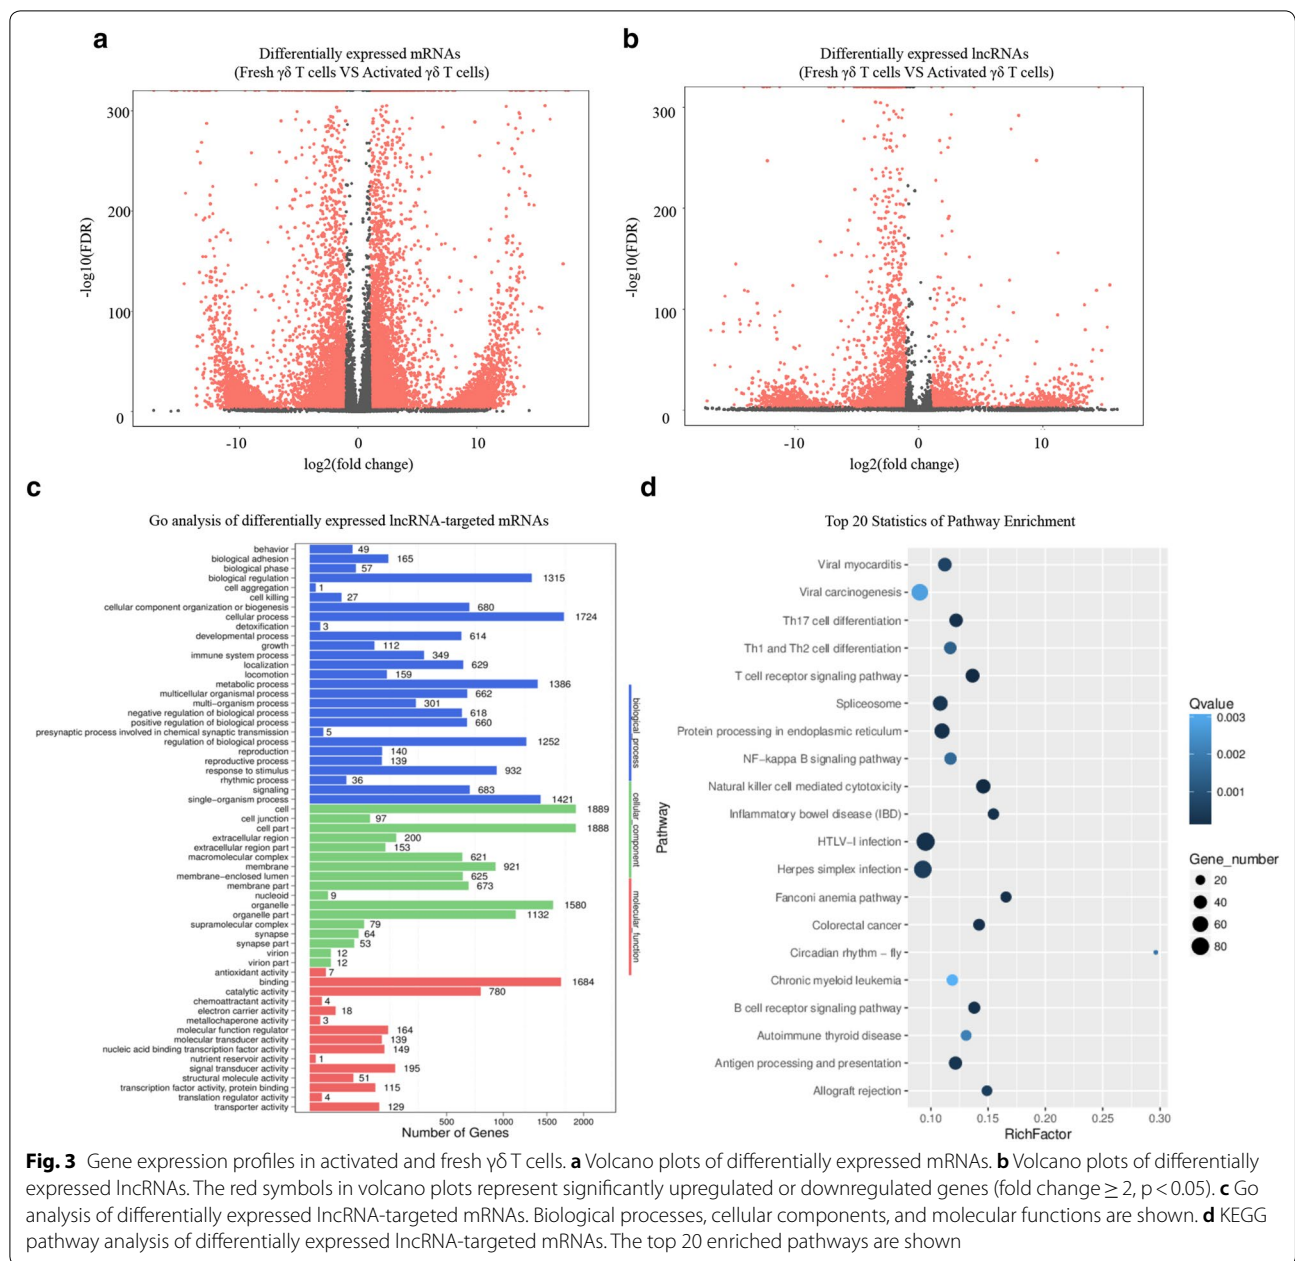 a
Differentially expressed mRNAs
(Fresh γδ T cells VS Activated γδ T cells)
300
200
100
0
-log10(FDR)
-10
0
10
log2(fold change)
b
Differentially expressed lncRNAs
(Fresh γδ T cells VS Activated γδ T cells)
300
200
100
0
-log10(FDR)
-10
0
10
log2(fold change)
c
Go analysis of differentially expressed lncRNA-targeted mRNAs
behavior 49
biological adhesion 165
biological phase 57
biological regulation 1315
cell aggregation 1
cell killing 27
cellular component organization or biogenesis 680
cellular process 1724
detoxification 3
developmental process 614
growth 112
immune system process 349
localization 629
locomotion 159
metabolic process 1386
multicellular organismal process 662
multi-organism process 301
negative regulation of biological process 618
positive regulation of biological process 660
presynaptic process involved in chemical synaptic transmission 5
regulation of biological process 1252
reproduction 140
reproductive process 139
response to stimulus 932
rhythmic process 36
signaling 683
single-organism process 1421
cell 1889
cell junction 97
cell part 1888
extracellular region 200
extracellular region part 153
macromolecular complex 621
membrane 921
membrane-enclosed lumen 625
membrane part 673
nucleoid 9
organelle 1580
organelle part 1132
supramolecular complex 79
synapse 64
synapse part 53
virion 12
virion part 12
antioxidant activity 7
binding 1684
catalytic activity 780
chemoattractant activity 4
electron carrier activity 18
metallochaperone activity 3
molecular function regulator 164
molecular transducer activity 139
nucleic acid binding transcription factor activity 149
nutrient reservoir activity 1
signal transducer activity 195
structural molecule activity 51
transcription factor activity, protein binding 115
translation regulator activity 4
transporter activity 129
500 1000 1500 2000
Number of Genes
biological_process
cellular_component
molecular_function
d
Top 20 Statistics of Pathway Enrichment
Pathway
Viral myocarditis
Viral carcinogenesis
Th17 cell differentiation
Th1 and Th2 cell differentiation
T cell receptor signaling pathway
Spliceosome
Protein processing in endoplasmic reticulum
NF−kappa B signaling pathway
Natural killer cell mediated cytotoxicity
Inflammatory bowel disease (IBD)
HTLV−I infection
Herpes simplex infection
Fanconi anemia pathway
Colorectal cancer
Circadian rhythm − fly
Chronic myeloid leukemia
B cell receptor signaling pathway
Autoimmune thyroid disease
Antigen processing and presentation
Allograft rejection
0.10 0.15 0.20 0.25 0.30
RichFactor
Qvalue
0.003
0.002
0.001
Gene_number
20
40
60
80
Fig. 3 Gene expression profiles in activated and fresh γδ T cells. a Volcano plots of differentially expressed mRNAs. b Volcano plots of differentially
expressed lncRNAs. The red symbols in volcano plots represent significantly upregulated or downregulated genes (fold change ≥ 2, p < 0.05). c Go
analysis of differentially expressed lncRNA-targeted mRNAs. Biological processes, cellular components, and molecular functions are shown. d KEGG
pathway analysis of differentially expressed lncRNA-targeted mRNAs. The top 20 enriched pathways are shown